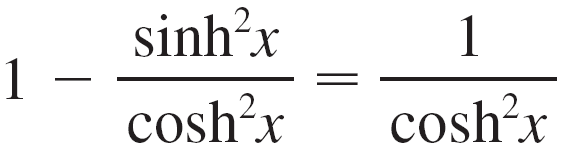 1 − sinh²x / cosh²x = 1 / cosh²x